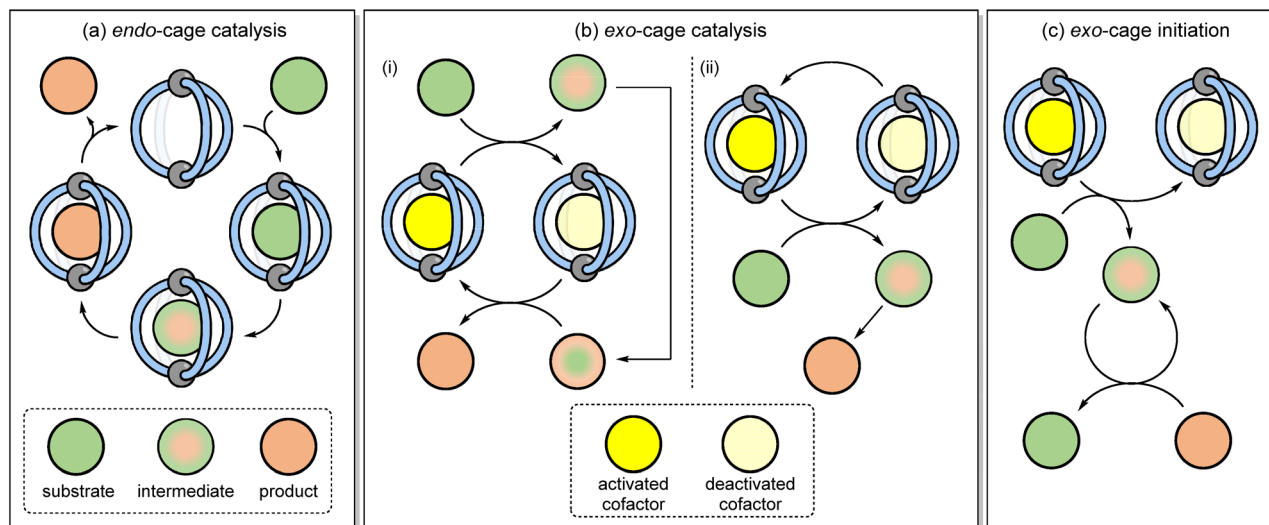 (a) endo-cage catalysis
substrate
intermediate
product
(b) exo-cage catalysis
(i)
(ii)
activated
cofactor
deactivated
cofactor
(c) exo-cage initiation